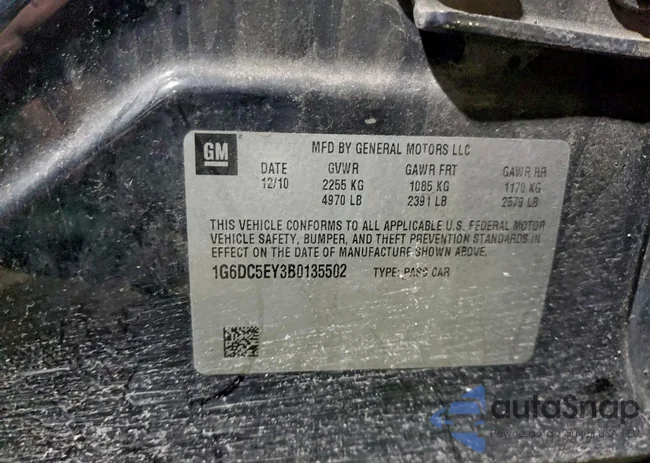 GM
MFD BY GENERAL MOTORS LLC
DATE GVWR GAWR FRT GAWR RR
12/10 2255 KG 1085 KG 1170 KG
4970 LB 2391 LB 2579 LB
THIS VEHICLE CONFORMS TO ALL APPLICABLE U.S. FEDERAL MOTOR
VEHICLE SAFETY, BUMPER, AND THEFT PREVENTION STANDARDS IN
EFFECT ON THE DATE OF MANUFACTURE SHOWN ABOVE.
1G6DC5EY3B0135502 TYPE: PASS CAR
autoSnap